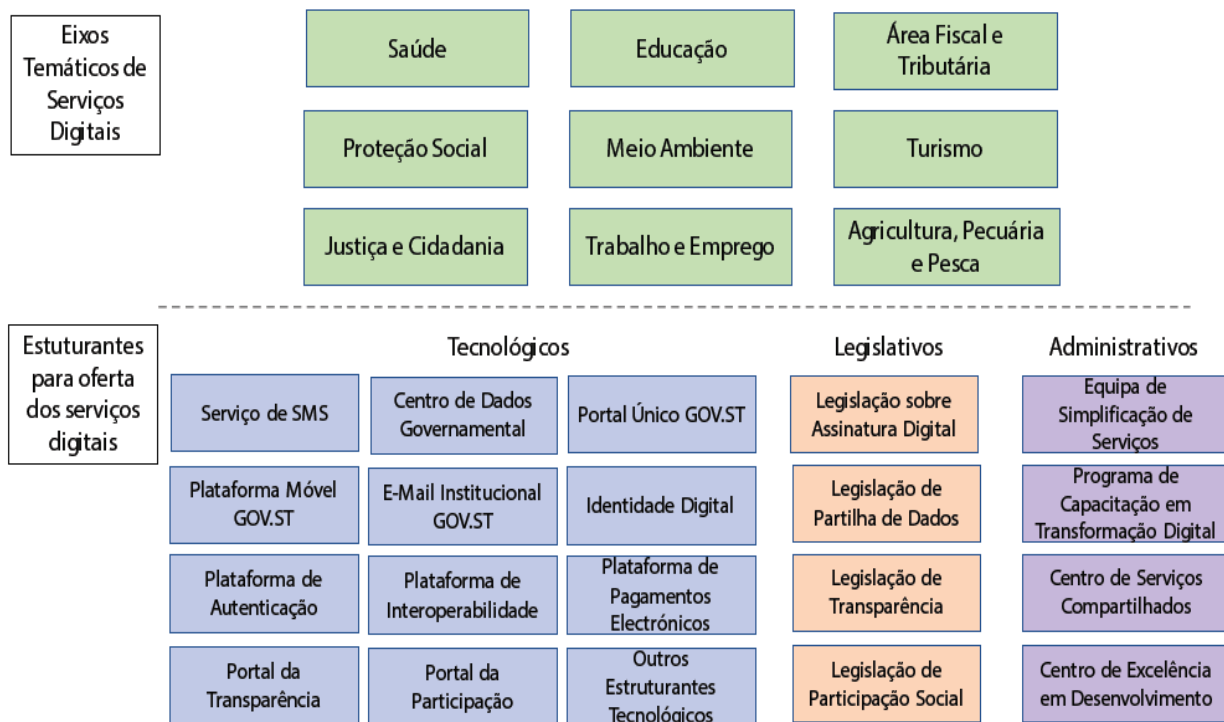 Eixos
Temáticos de
Serviços
Digitais
Saúde
Educação
Área Fiscal e
Tributária
Proteção Social
Meio Ambiente
Turismo
Justiça e Cidadania
Trabalho e Emprego
Agricultura, Pecuária
e Pesca
Estuturantes
para oferta
dos serviços
digitais
Tecnológicos
Legislativos
Administrativos
Serviço de SMS
Centro de Dados
Governamental
Portal Único GOV.ST
Legislação sobre
Assinatura Digital
Equipa de
Simplificação de
Serviços
Plataforma Móvel
GOV.ST
E-Mail Institucional
GOV.ST
Identidade Digital
Legislação de
Partilha de Dados
Programa de
Capacitação em
Transformação Digital
Plataforma de
Autenticação
Plataforma de
Interoperabilidade
Plataforma de
Pagamentos
Electrónicos
Legislação de
Transparência
Centro de Serviços
Compartilhados
Portal da
Transparência
Portal da
Participação
Outros
Estruturantes
Tecnológicos
Legislação de
Participação Social
Centro de Excelência
em Desenvolvimento